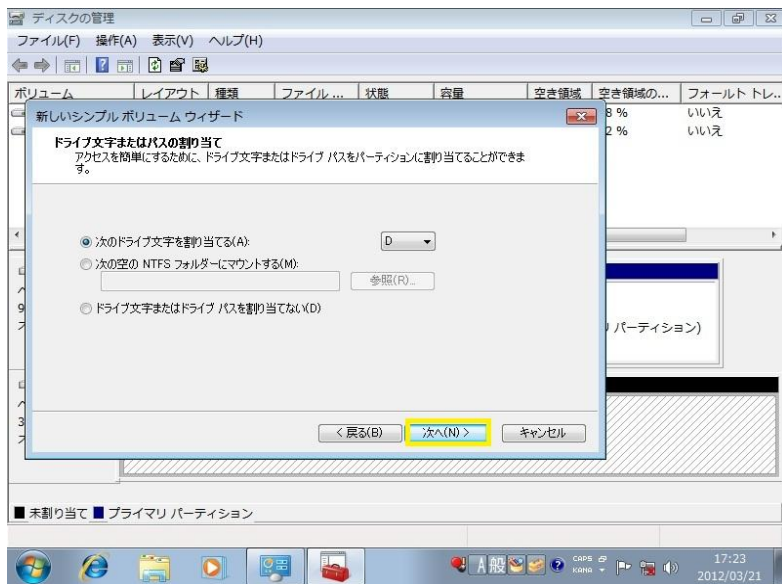 ディスクの管理
ファイル(F) 操作(A) 表示(V) ヘルプ(H)
ボリューム レイアウト 種類 ファイル ... 状態 容量 空き領域 空き領域の... フォールト トレ...
8 % いいえ
2 % いいえ
新しいシンプル ボリューム ウィザード
ドライブ文字またはパスの割り当て
アクセスを簡単にするために、ドライブ文字またはドライブ パスをパーティションに割り当てることができま
す。
次のドライブ文字を割り当てる(A): D
次の空の NTFS フォルダーにマウントする(M):
参照(R)...
ドライブ文字またはドライブ パスを割り当てない(D)
パーティション)
< 戻る(B) 次へ(N) > キャンセル
未割り当て プライマリ パーティション
A 般 CAPS KANA 17:23
2012/03/21